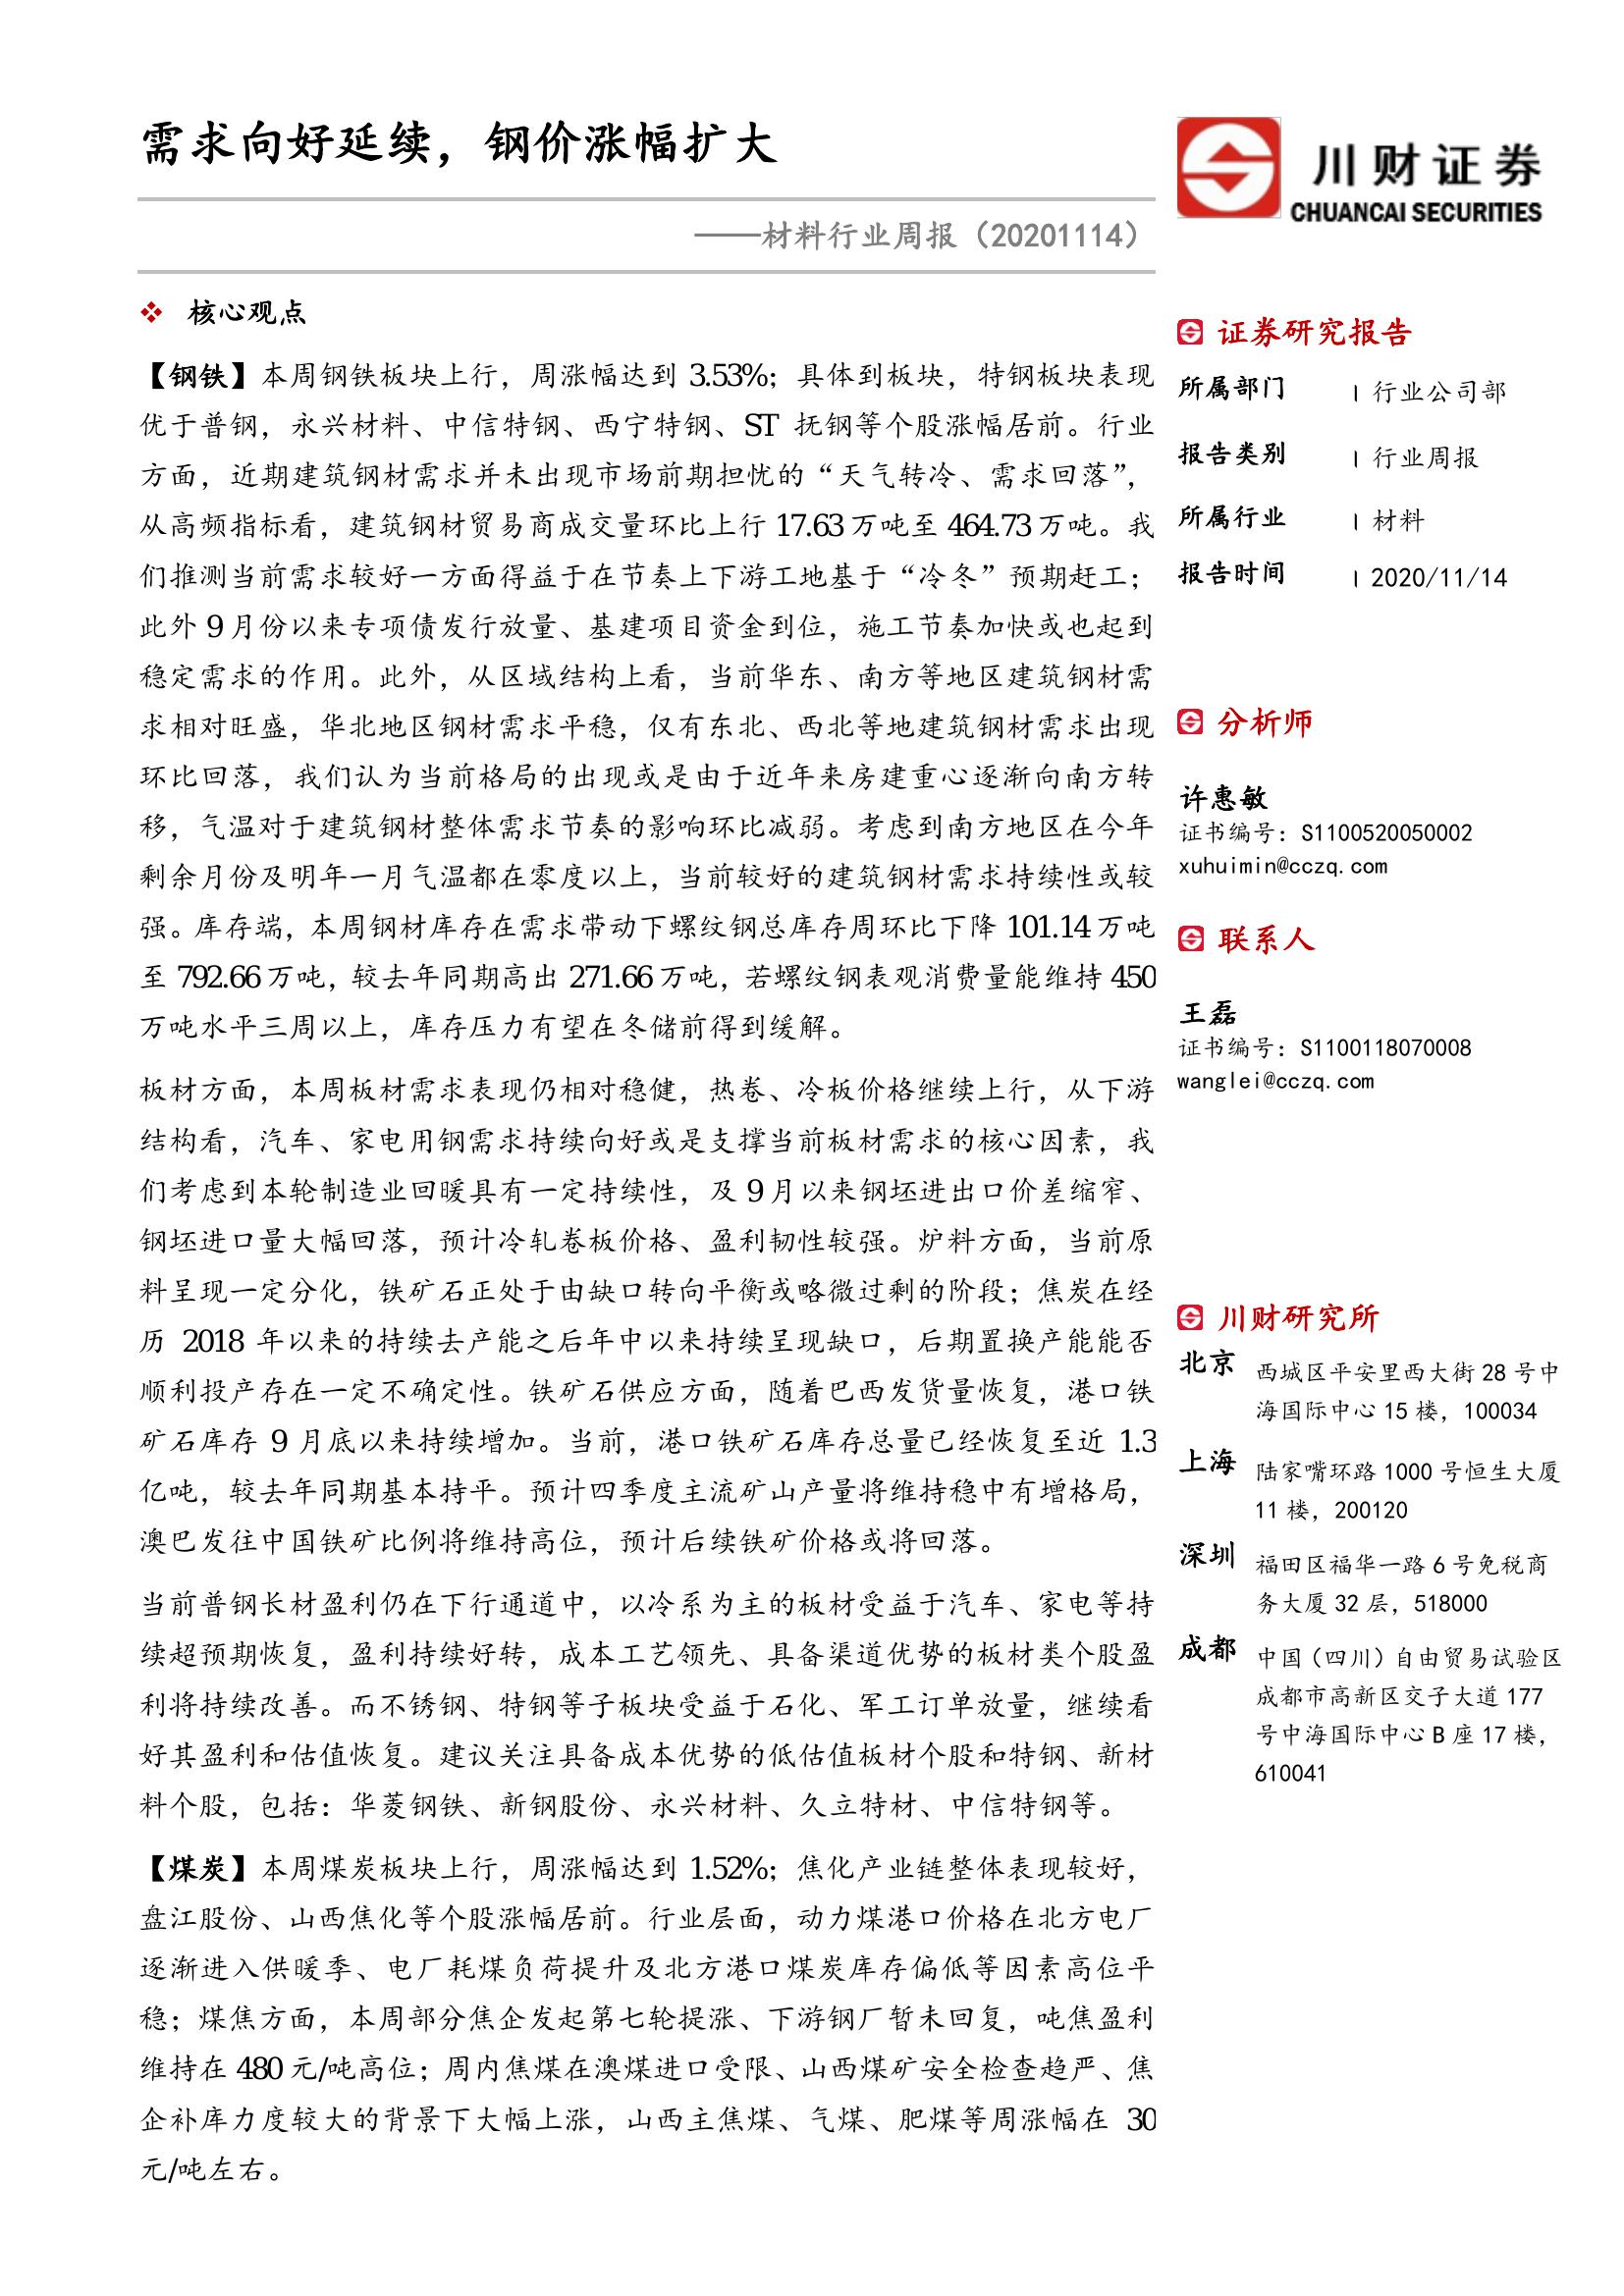 需求向好延续，钢价涨幅扩大
——材料行业周报（20201114）
❖ 核心观点
【钢铁】本周钢铁板块上行，周涨幅达到 3.53%；具体到板块，特钢板块表现
优于普钢，永兴材料、中信特钢、西宁特钢、ST 抚钢等个股涨幅居前。行业
方面，近期建筑钢材需求并未出现市场前期担忧的“天气转冷、需求回落”，
从高频指标看，建筑钢材贸易商成交量环比上行 17.63 万吨至 464.73 万吨。我
们推测当前需求较好一方面得益于在节奏上下游工地基于“冷冬”预期赶工；
此外 9 月份以来专项债发行放量、基建项目资金到位，施工节奏加快或也起到
稳定需求的作用。此外，从区域结构上看，当前华东、南方等地区建筑钢材需
求相对旺盛，华北地区钢材需求平稳，仅有东北、西北等地建筑钢材需求出现
环比回落，我们认为当前格局的出现或是由于近年来房建重心逐渐向南方转
移，气温对于建筑钢材整体需求节奏的影响环比减弱。考虑到南方地区在今年
剩余月份及明年一月气温都在零度以上，当前较好的建筑钢材需求持续性或较
强。库存端，本周钢材库存在需求带动下螺纹钢总库存周环比下降 101.14 万吨
至 792.66 万吨，较去年同期高出 271.66 万吨，若螺纹钢表观消费量能维持 450
万吨水平三周以上，库存压力有望在冬储前得到缓解。
板材方面，本周板材需求表现仍相对稳健，热卷、冷板价格继续上行，从下游
结构看，汽车、家电用钢需求持续向好或是支撑当前板材需求的核心因素，我
们考虑到本轮制造业回暖具有一定持续性，及 9 月以来钢坯进出口价差缩窄、
钢坯进口量大幅回落，预计冷轧卷板价格、盈利韧性较强。炉料方面，当前原
料呈现一定分化，铁矿石正处于由缺口转向平衡或略微过剩的阶段；焦炭在经
历 2018 年以来的持续去产能之后年中以来持续呈现缺口，后期置换产能能否
顺利投产存在一定不确定性。铁矿石供应方面，随着巴西发货量恢复，港口铁
矿石库存 9 月底以来持续增加。当前，港口铁矿石库存总量已经恢复至近 1.3
亿吨，较去年同期基本持平。预计四季度主流矿山产量将维持稳中有增格局，
澳巴发往中国铁矿比例将维持高位，预计后续铁矿价格或将回落。
当前普钢长材盈利仍在下行通道中，以冷系为主的板材受益于汽车、家电等持
续超预期恢复，盈利持续好转，成本工艺领先、具备渠道优势的板材类个股盈
利将持续改善。而不锈钢、特钢等子板块受益于石化、军工订单放量，继续看
好其盈利和估值恢复。建议关注具备成本优势的低估值板材个股和特钢、新材
料个股，包括：华菱钢铁、新钢股份、永兴材料、久立特材、中信特钢等。
【煤炭】本周煤炭板块上行，周涨幅达到 1.52%；焦化产业链整体表现较好，
盘江股份、山西焦化等个股涨幅居前。行业层面，动力煤港口价格在北方电厂
逐渐进入供暖季、电厂耗煤负荷提升及北方港口煤炭库存偏低等因素高位平
稳；煤焦方面，本周部分焦企发起第七轮提涨、下游钢厂暂未回复，吨焦盈利
维持在 480 元/吨高位；周内焦煤在澳煤进口受限、山西煤矿安全检查趋严、焦
企补库力度较大的背景下大幅上涨，山西主焦煤、气煤、肥煤等周涨幅在 30
元/吨左右。
川财证券
CHUANCAI SECURITIES
证券研究报告
所属部门 | 行业公司部
报告类别 | 行业周报
所属行业 | 材料
报告时间 | 2020/11/14
分析师
许惠敏
证书编号：S1100520050002
xuhuimin@cczq.com
联系人
王磊
证书编号：S1100118070008
wanglei@cczq.com
川财研究所
北京 西城区平安里西大街 28 号中
海国际中心 15 楼，100034
上海 陆家嘴环路 1000 号恒生大厦
11 楼，200120
深圳 福田区福华一路 6 号免税商
务大厦 32 层，518000
成都 中国（四川）自由贸易试验区
成都市高新区交子大道 177
号中海国际中心 B 座 17 楼，
610041